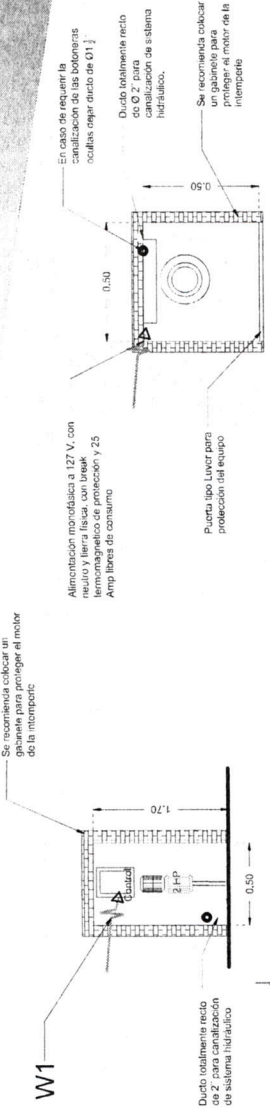 W1
Se recomienda colocar un
gabinete para proteger el motor
de la intemperie
Control
2 HP
1.70
0.50
Ducto totalmente recto
de 2" para canalización
de sistema hidráulico
Alimentación monofásica a 127 V, con
neutro y tierra física, con break
termomagnetico de protección y 25
Amp libres de consumo
En caso de requerir la
canalización de las botoneras
ocultas dejar ducto de Ø1 ½"
Ducto totalmente recto
de Ø 2" para
canalización de sistema
hidráulico.
Se recomienda colocar
un gabinete para
proteger el motor de la
intemperie
0.50
0.50
Puerta tipo Luver para
protección del equipo